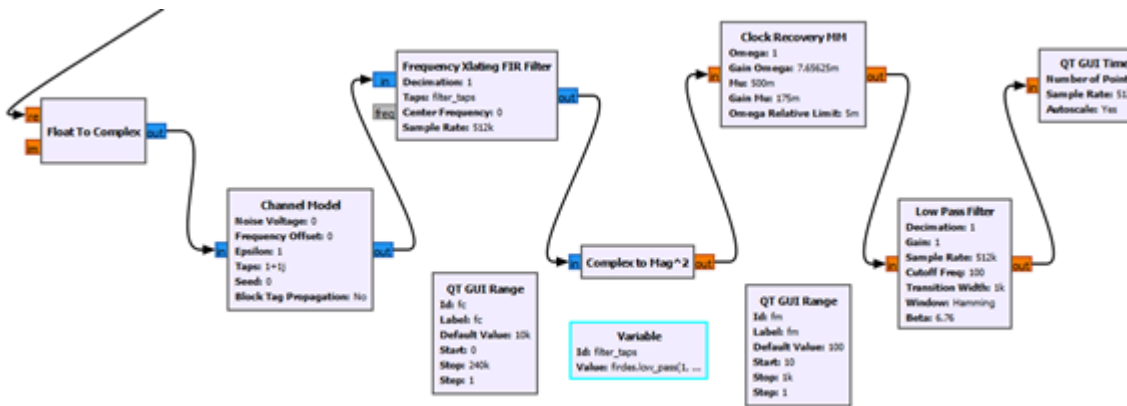 re
Float To Complex
out
im
Channel Model
Noise Voltage: 0
Frequency Offset: 0
in
Epsilon: 1
out
Taps: 1+1j
Seed: 0
Block Tag Propagation: No
Frequency Xlating FIR Filter
in
Decimation: 1
Taps: filter_taps
out
freq
Center Frequency: 0
Sample Rate: 512k
QT GUI Range
Id: fc
Label: fc
Default Value: 10k
Start: 0
Stop: 240k
Step: 1
in
Complex to Mag^2
out
Variable
Id: filter_taps
Value: firdes.low_pass(1, ...
Clock Recovery MM
Omega: 1
in
Gain Omega: 7.65625m
out
Mu: 500m
Gain Mu: 175m
Omega Relative Limit: 5m
QT GUI Range
Id: fm
Label: fm
Default Value: 100
Start: 10
Stop: 1k
Step: 1
Low Pass Filter
Decimation: 1
Gain: 1
Sample Rate: 512k
in
Cutoff Freq: 100
out
Transition Width: 1k
Window: Hamming
Beta: 6.76
QT GUI Time
Number of Point
in
Sample Rate: 51
Autoscale: Yes